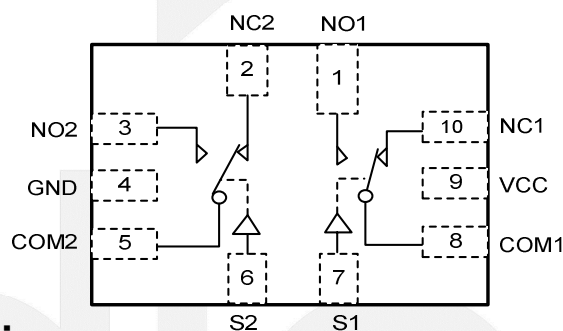 NC2 NO1
2 1
NO2 3 10 NC1
GND 4 9 VCC
COM2 5 8 COM1
6 7
S2 S1